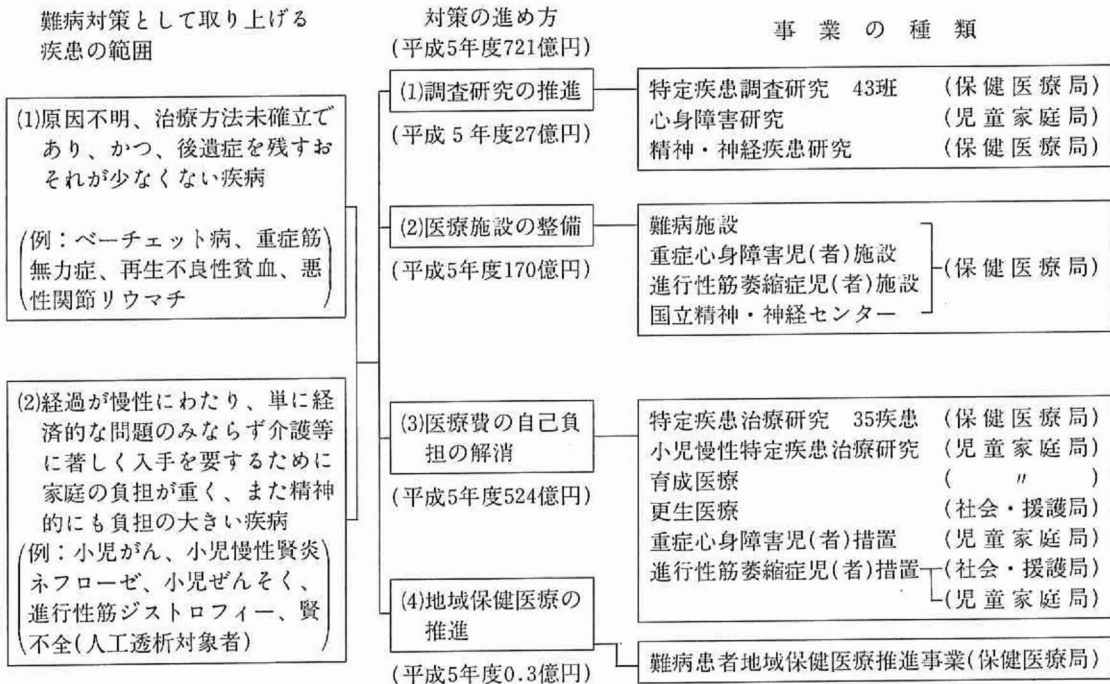 難病対策として取り上げる
疾患の範囲
(1)原因不明、治療方法未確立で
あり、かつ、後遺症を残すお
それが少なくない疾病
(例：ベーチェット病、重症筋
無力症、再生不良性貧血、悪
性関節リウマチ)
(2)経過が慢性にわたり、単に経
済的な問題のみならず介護等
に著しく入手を要するために
家庭の負担が重く、また精神
的にも負担の大きい疾病
(例：小児がん、小児慢性賢炎
ネフローゼ、小児ぜんそく、
進行性筋ジストロフィー、賢
不全(人工透析対象者))
対策の進め方
(平成5年度721億円)
(1)調査研究の推進
(平成5年度27億円)
(2)医療施設の整備
(平成5年度170億円)
(3)医療費の自己負
担の解消
(平成5年度524億円)
(4)地域保健医療の
推進
(平成5年度0.3億円)
事業の種類
特定疾患調査研究 43班 (保健医療局)
心身障害研究 (児童家庭局)
精神・神経疾患研究 (保健医療局)
難病施設
重症心身障害児(者)施設
進行性筋萎縮症児(者)施設
国立精神・神経センター
(保健医療局)
特定疾患治療研究 35疾患 (保健医療局)
小児慢性特定疾患治療研究 (児童家庭局)
育成医療 ( 〃 )
更生医療 (社会・援護局)
重症心身障害児(者)措置 (児童家庭局)
進行性筋萎縮症児(者)措置 (社会・援護局)
(児童家庭局)
難病患者地域保健医療推進事業(保健医療局)